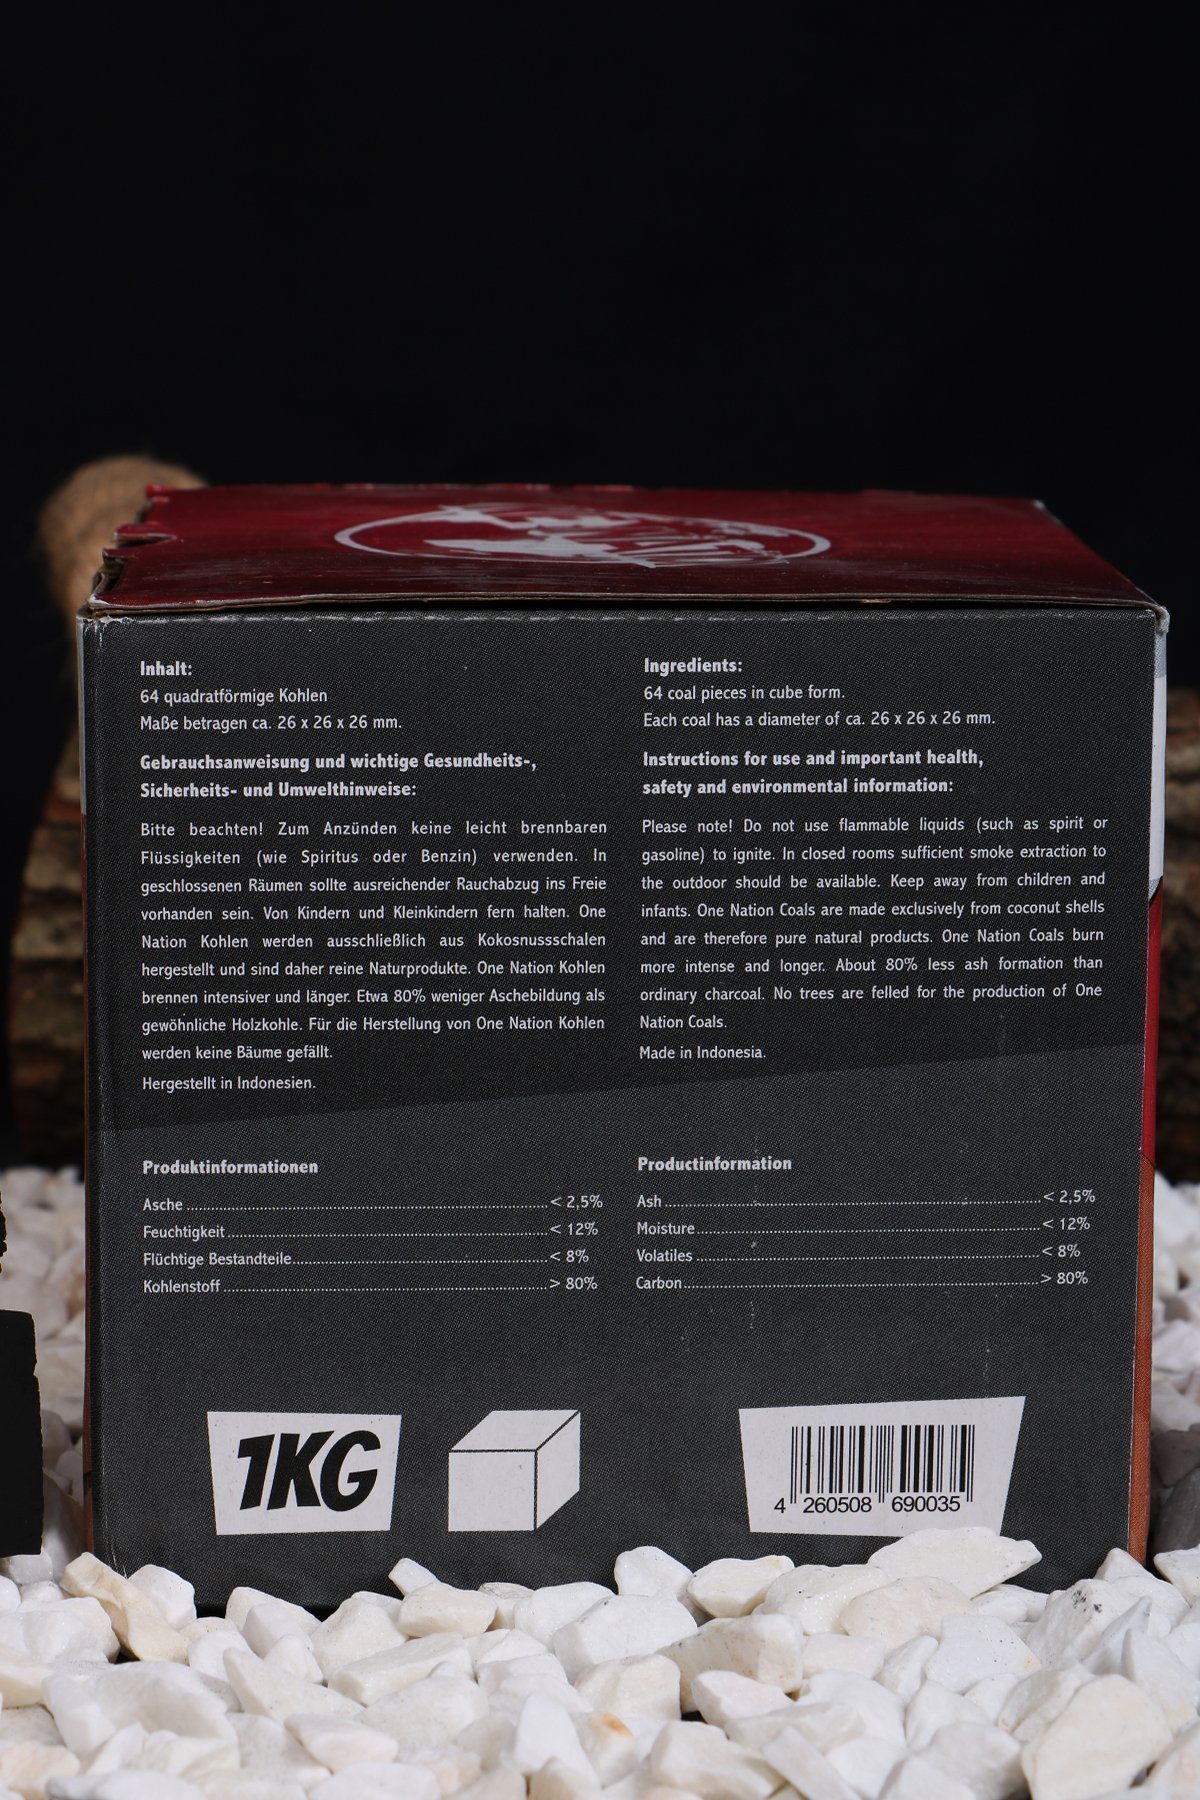 Inhalt:
64 quadratförmige Kohlen
Maße betragen ca. 26 x 26 x 26 mm.
Gebrauchsanweisung und wichtige Gesundheits-,
Sicherheits- und Umwelthinweise:
Bitte beachten! Zum Anzünden keine leicht brennbaren
Flüssigkeiten (wie Spiritus oder Benzin) verwenden. In
geschlossenen Räumen sollte ausreichender Rauchabzug ins Freie
vorhanden sein. Von Kindern und Kleinkindern fern halten. One
Nation Kohlen werden ausschließlich aus Kokosnussschalen
hergestellt und sind daher reine Naturprodukte. One Nation Kohlen
brennen intensiver und länger. Etwa 80% weniger Aschebildung als
gewöhnliche Holzkohle. Für die Herstellung von One Nation Kohlen
werden keine Bäume gefällt.
Hergestellt in Indonesien.
Produktinformationen
Asche < 2,5%
Feuchtigkeit < 12%
Flüchtige Bestandteile < 8%
Kohlenstoff > 80%
Ingredients:
64 coal pieces in cube form.
Each coal has a diameter of ca. 26 x 26 x 26 mm.
Instructions for use and important health,
safety and environmental information:
Please note! Do not use flammable liquids (such as spirit or
gasoline) to ignite. In closed rooms sufficient smoke extraction to
the outdoor should be available. Keep away from children and
infants. One Nation Coals are made exclusively from coconut shells
and are therefore pure natural products. One Nation Coals burn
more intense and longer. About 80% less ash formation than
ordinary charcoal. No trees are felled for the production of One
Nation Coals.
Made in Indonesia.
Productinformation
Ash < 2,5%
Moisture < 12%
Volatiles < 8%
Carbon > 80%
1KG
4 260508 690035